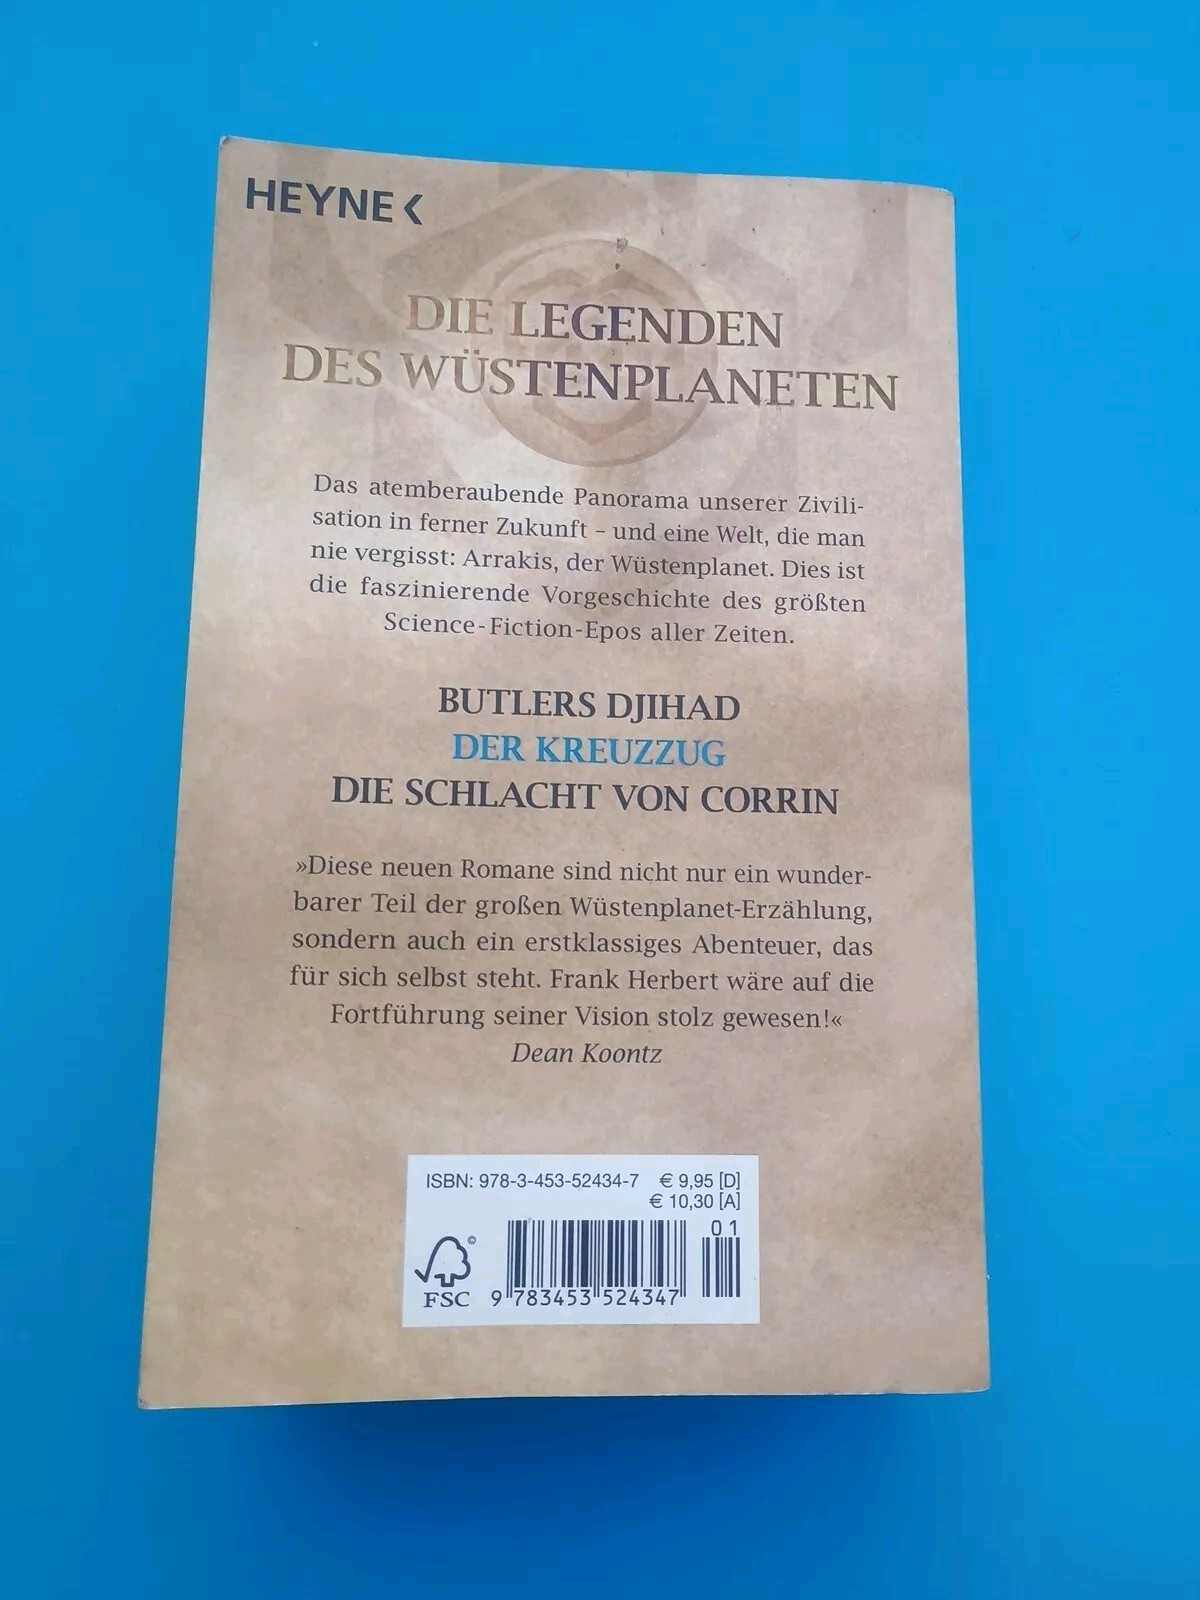 HEYNE‹
DIE LEGENDEN
DES WÜSTENPLANETEN
Das atemberaubende Panorama unserer Zivili-
sation in ferner Zukunft – und eine Welt, die man
nie vergisst: Arrakis, der Wüstenplanet. Dies ist
die faszinierende Vorgeschichte des größten
Science-Fiction-Epos aller Zeiten.
BUTLERS DJIHAD
DER KREUZZUG
DIE SCHLACHT VON CORRIN
»Diese neuen Romane sind nicht nur ein wunder-
barer Teil der großen Wüstenplanet-Erzählung,
sondern auch ein erstklassiges Abenteuer, das
für sich selbst steht. Frank Herbert wäre auf die
Fortführung seiner Vision stolz gewesen!«
Dean Koontz
ISBN: 978-3-453-52434-7 € 9,95 [D]
€ 10,30 [A]
01
©
FSC
9 783453 524347